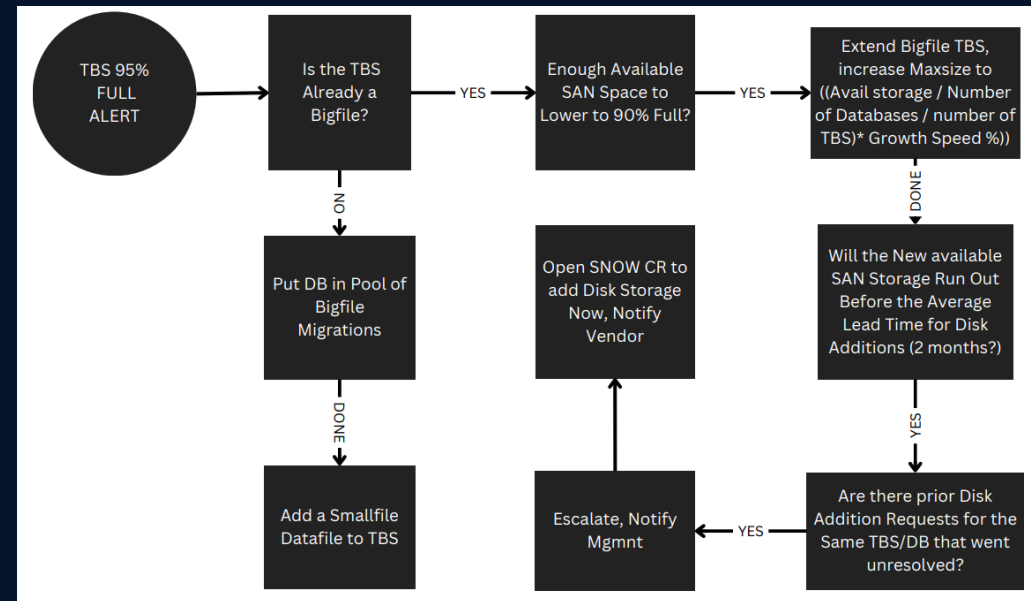 TBS 95%
FULL
ALERT
Is the TBS
Already a
Bigfile?
YES
Enough Available
SAN Space to
Lower to 90% Full?
YES
Extend Bigfile TBS,
increase Maxsize to
((Avail storage / Number
of Databases / number of
TBS)* Growth Speed %))
NO
DONE
Put DB in Pool of
Bigfile
Migrations
Open SNOW CR to
add Disk Storage
Now, Notify
Vendor
Will the New available
SAN Storage Run Out
Before the Average
Lead Time for Disk
Additions (2 months?)
DONE
YES
Add a Smallfile
Datafile to TBS
Escalate, Notify
Mgmnt
YES
Are there prior Disk
Addition Requests for the
Same TBS/DB that went
unresolved?